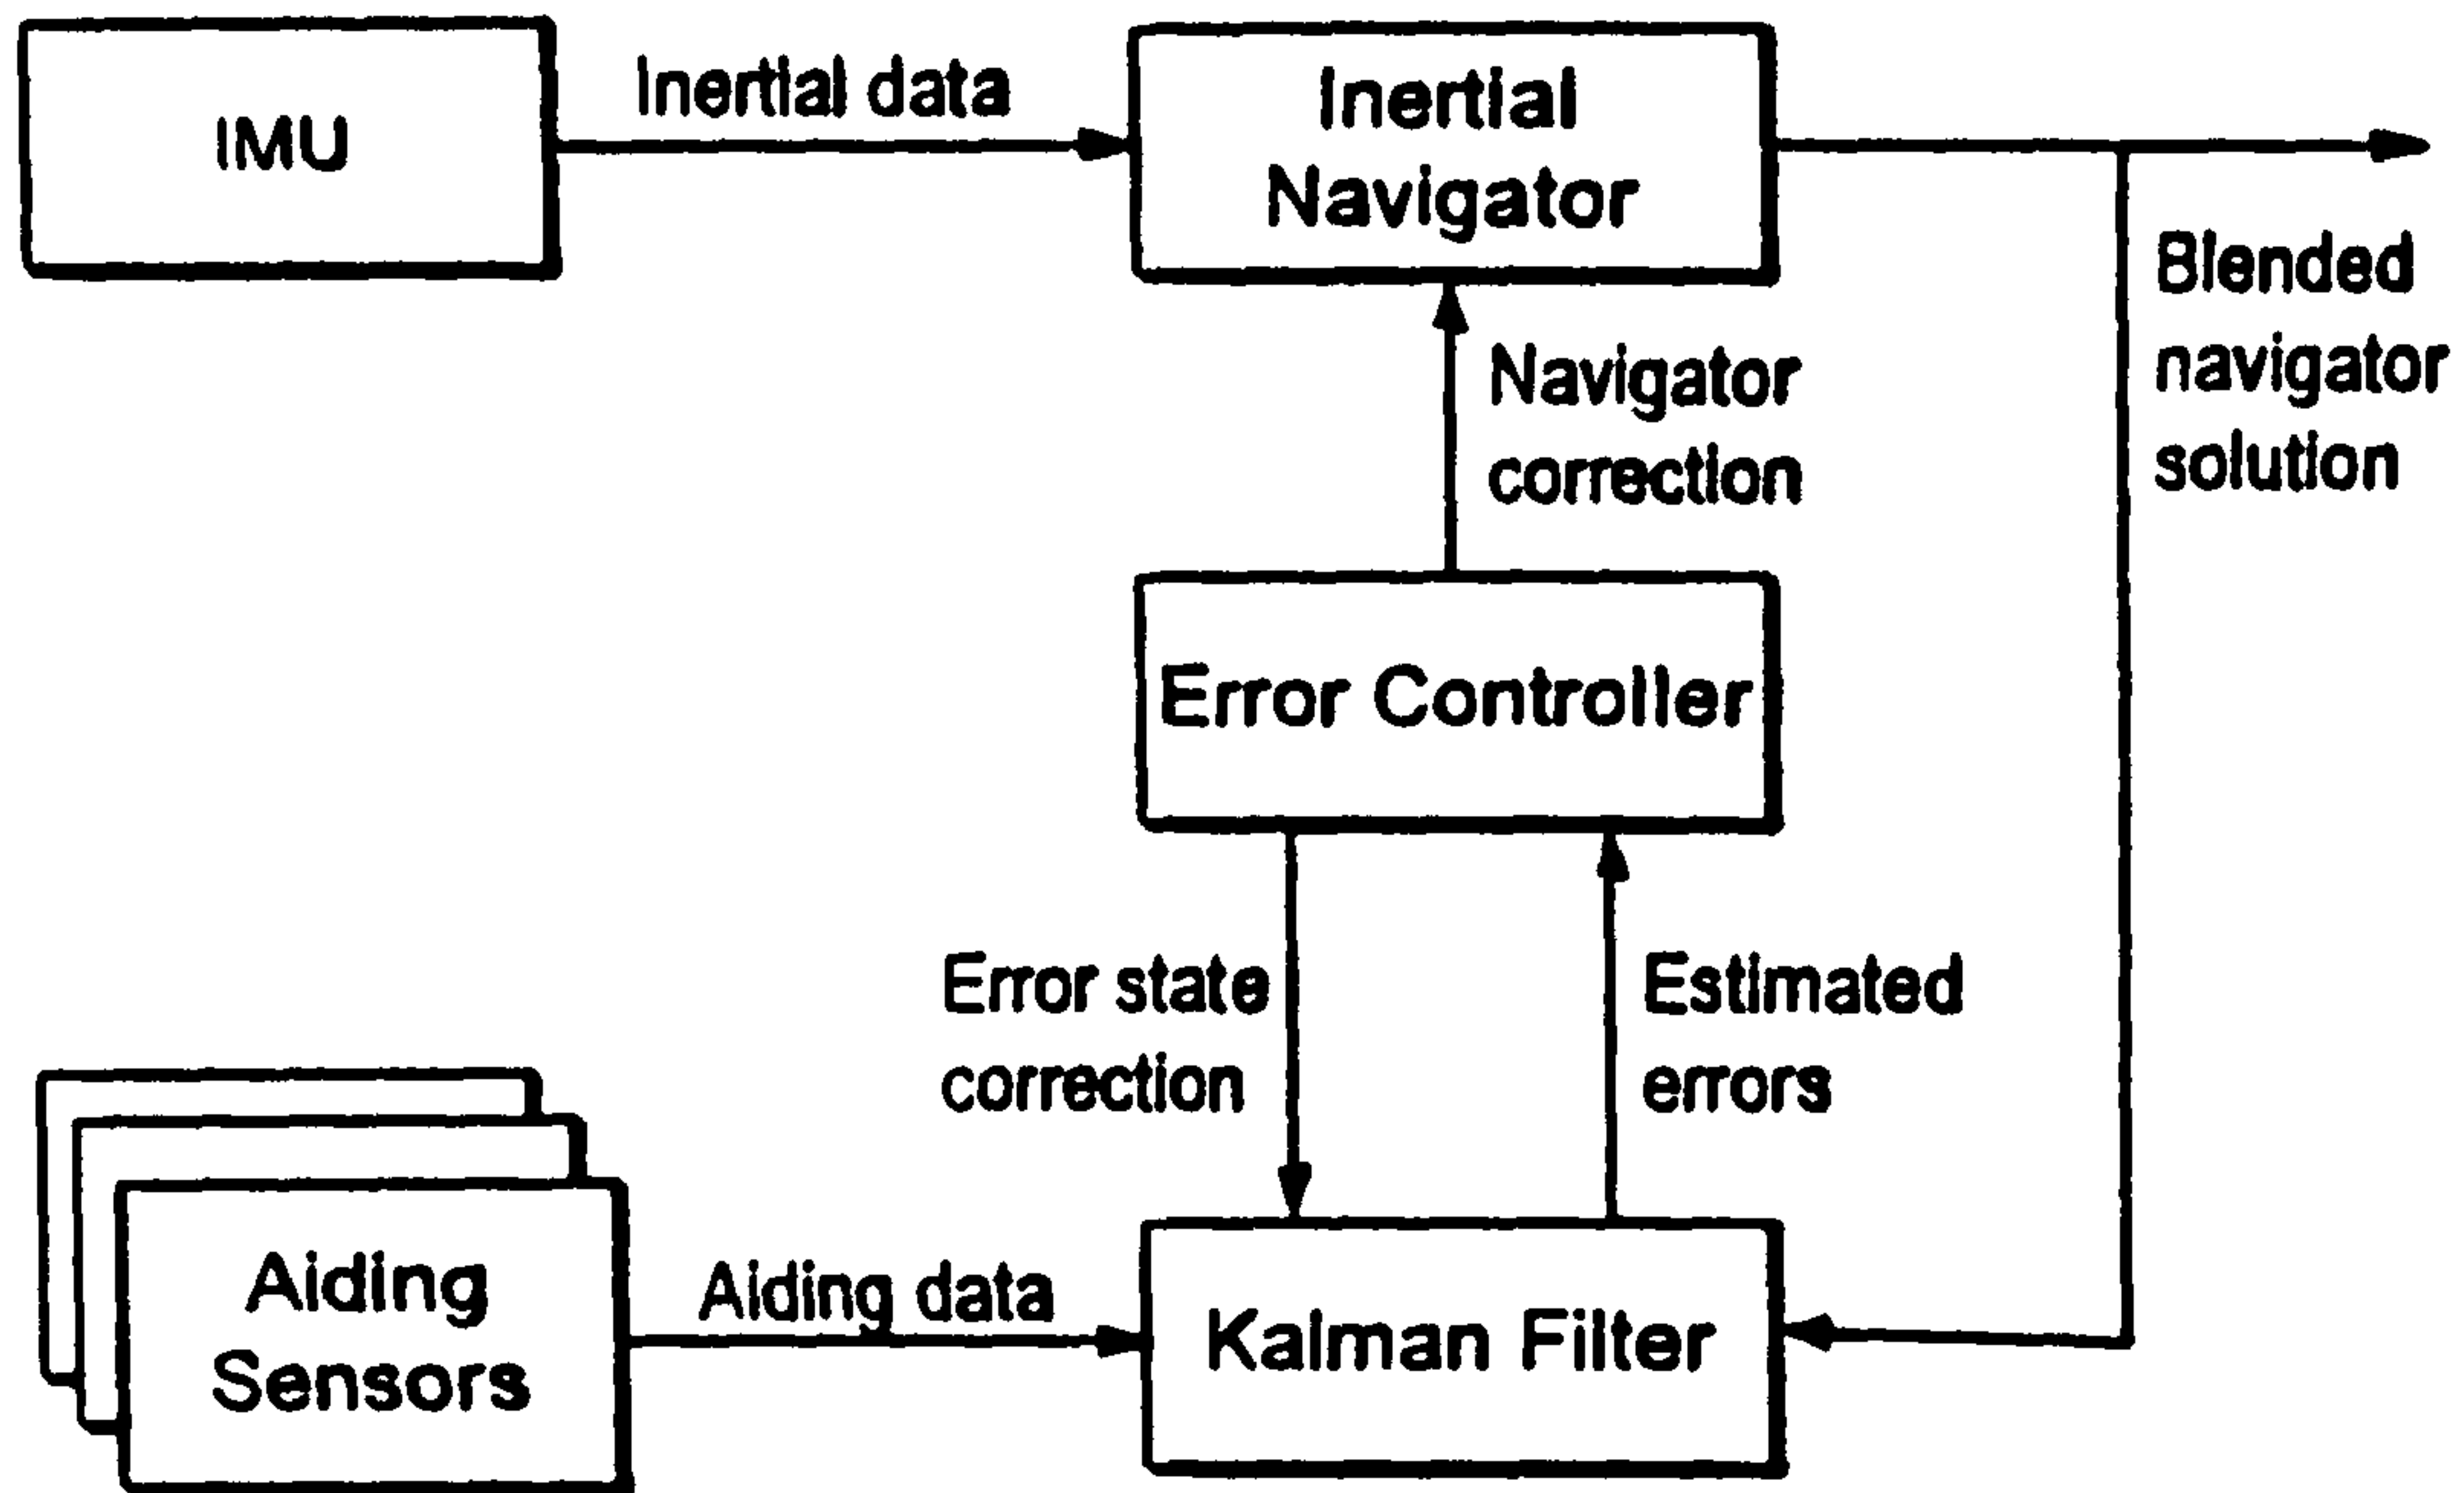 IMU
Inertial data
Inertial
Navigator
Blended
navigator
solution
Navigator
correction
Error Controller
Error state
correction
Estimated
errors
Aiding
Sensors
Aiding data
Kalman Filter